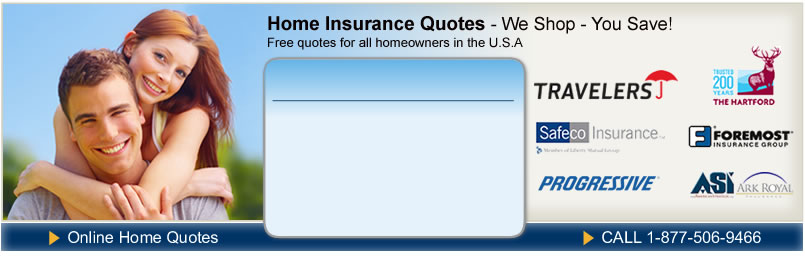 Home Insurance Quotes - We Shop - You Save!
Free quotes for all homeowners in the U.S.A
TRAVELERS
TRUSTED
200
YEARS
THE HARTFORD
Safeco Insurance
Member of Liberty Mutual Group
FOREMOST
INSURANCE GROUP
PROGRESSIVE
ASI
ARK ROYAL
INSURANCE
Online Home Quotes
CALL 1-877-506-9466